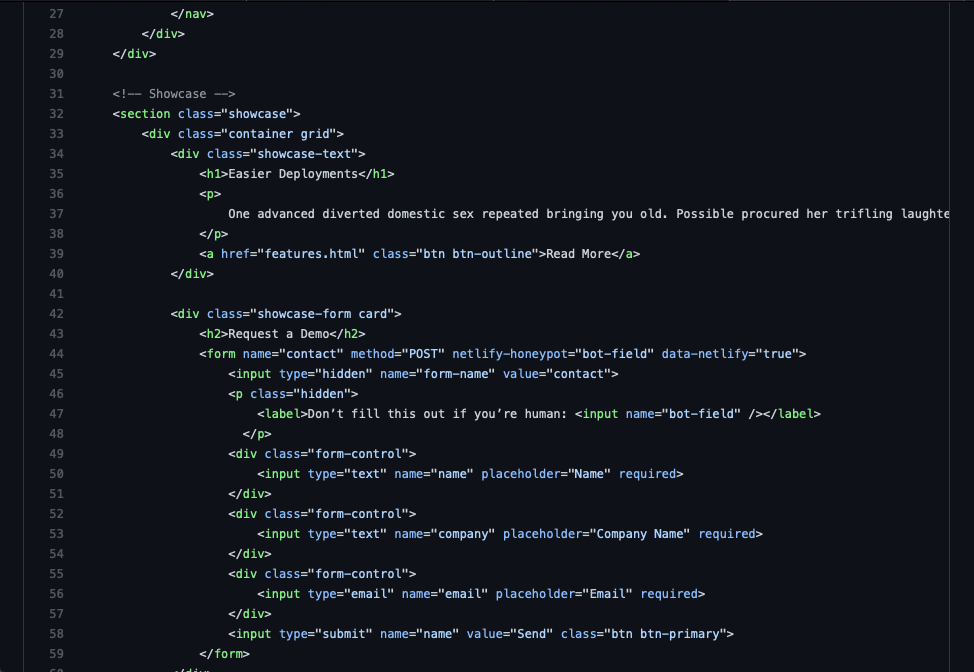 27                </nav>
28            </div>
29        </div>
30
31        <!-- Showcase -->
32        <section class="showcase">
33            <div class="container grid">
34                <div class="showcase-text">
35                    <h1>Easier Deployments</h1>
36                    <p>
37                        One advanced diverted domestic sex repeated bringing you old. Possible procured her trifling laughte
38                    </p>
39                    <a href="features.html" class="btn btn-outline">Read More</a>
40                </div>
41
42                <div class="showcase-form card">
43                    <h2>Request a Demo</h2>
44                    <form name="contact" method="POST" netlify-honeypot="bot-field" data-netlify="true">
45                        <input type="hidden" name="form-name" value="contact">
46                        <p class="hidden">
47                            <label>Don’t fill this out if you’re human: <input name="bot-field" /></label>
48                          </p>
49                        <div class="form-control">
50                            <input type="text" name="name" placeholder="Name" required>
51                        </div>
52                        <div class="form-control">
53                            <input type="text" name="company" placeholder="Company Name" required>
54                        </div>
55                        <div class="form-control">
56                            <input type="email" name="email" placeholder="Email" required>
57                        </div>
58                        <input type="submit" name="name" value="Send" class="btn btn-primary">
59                    </form>
60                </div>